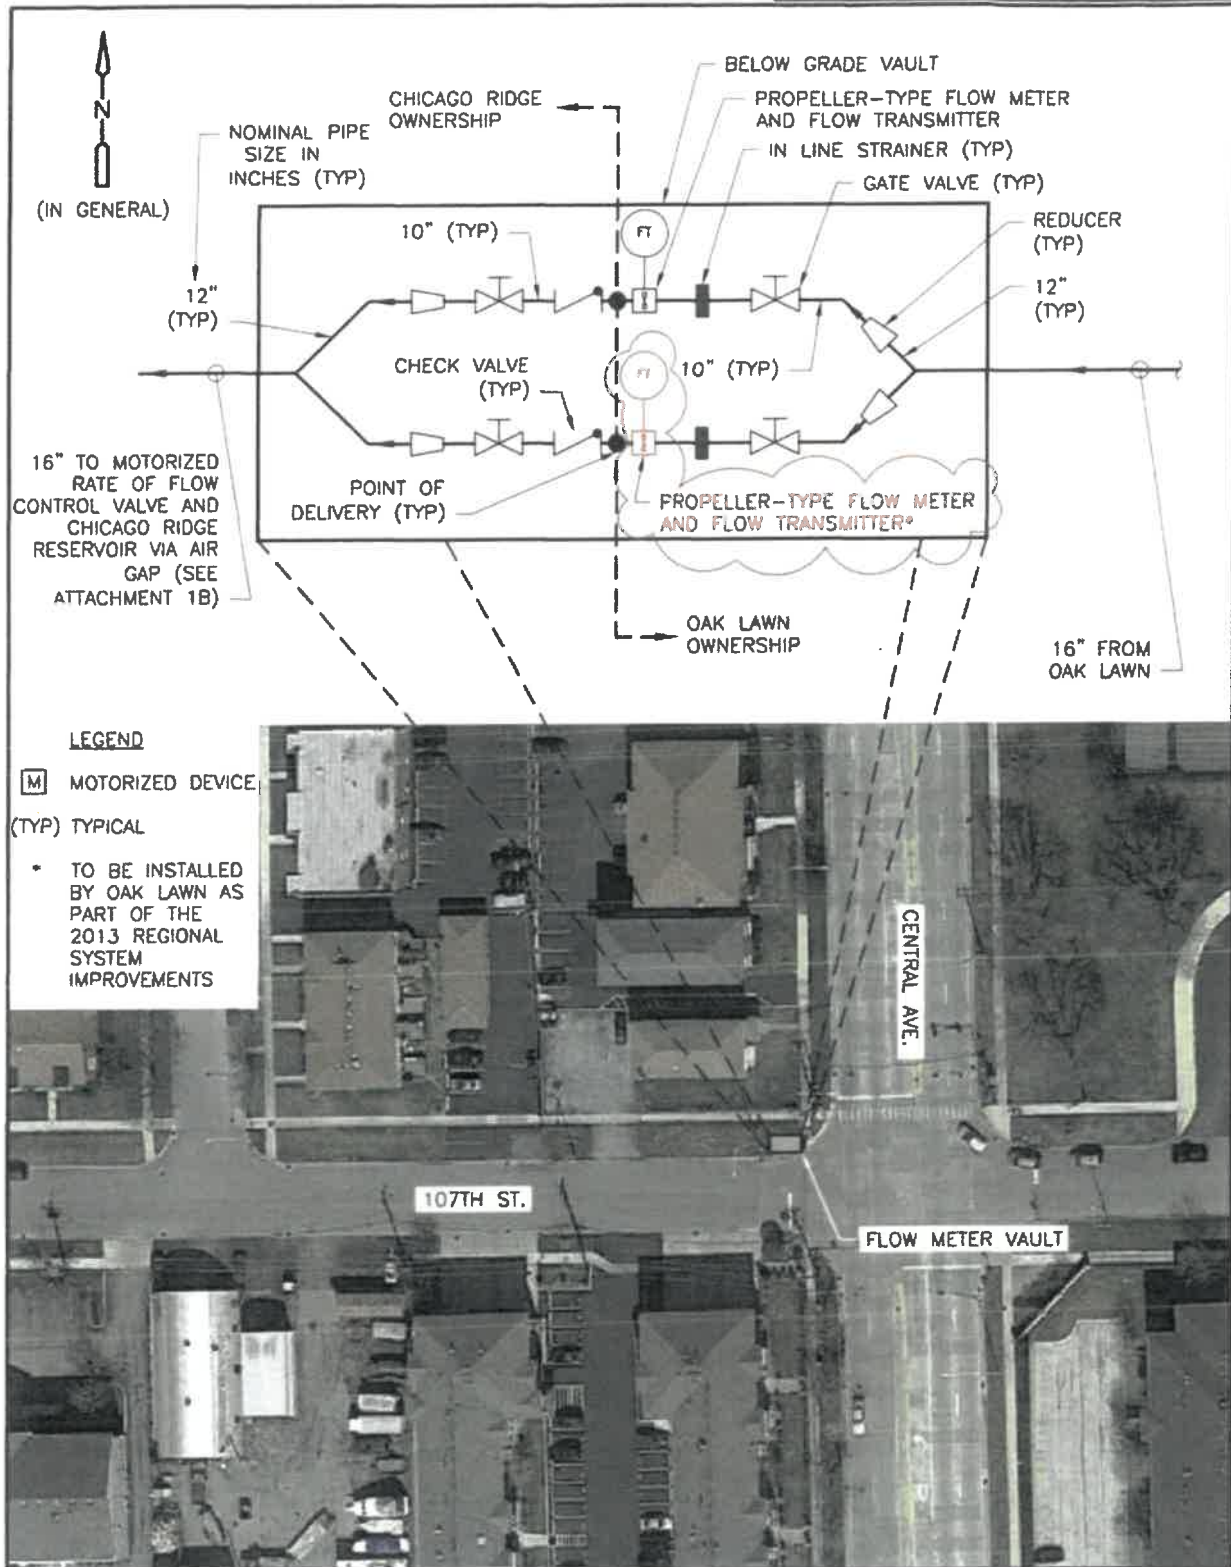 N
(IN GENERAL)
NOMINAL PIPE
SIZE IN
INCHES (TYP)
CHICAGO RIDGE
OWNERSHIP
BELOW GRADE VAULT
PROPELLER-TYPE FLOW METER
AND FLOW TRANSMITTER
IN LINE STRAINER (TYP)
GATE VALVE (TYP)
REDUCER
(TYP)
10" (TYP)
FT
12"
(TYP)
12"
(TYP)
CHECK VALVE
(TYP)
FT
10" (TYP)
16" TO MOTORIZED
RATE OF FLOW
CONTROL VALVE AND
CHICAGO RIDGE
RESERVOIR VIA AIR
GAP (SEE
ATTACHMENT 1B)
POINT OF
DELIVERY (TYP)
PROPELLER-TYPE FLOW METER
AND FLOW TRANSMITTER*
OAK LAWN
OWNERSHIP
16" FROM
OAK LAWN
LEGEND
M MOTORIZED DEVICE
(TYP) TYPICAL
* TO BE INSTALLED
BY OAK LAWN AS
PART OF THE
2013 REGIONAL
SYSTEM
IMPROVEMENTS
CENTRAL AVE.
107TH ST.
FLOW METER VAULT